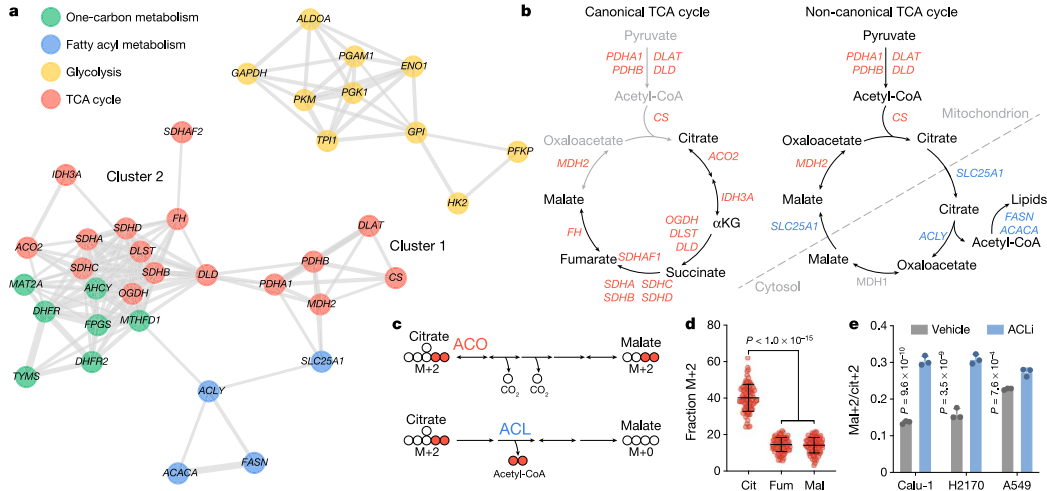 a
One-carbon metabolism
Fatty acyl metabolism
Glycolysis
TCA cycle
ALDOA
PGAM1
ENO1
GAPDH
PKM
PGK1
TPI1
GPI
PFKP
HK2
SDHAF2
Cluster 2
IDH3A
FH
SDHD
SDHA
DLST
ACO2
SDHC
SDHB
DLD
MAT2A
AHCY
OGDH
DHFR
FPGS
MTHFD1
DHFR2
TYMS
DLAT
Cluster 1
PDHB
PDHA1
CS
MDH2
SLC25A1
ACLY
ACACA
FASN
b
Canonical TCA cycle
Pyruvate
PDHA1 DLAT
PDHB DLD
Acetyl-CoA
CS
Oxaloacetate
Citrate
MDH2
ACO2
IDH3A
Malate
αKG
FH
OGDH
DLST
DLD
Fumarate
SDHAF1
Succinate
SDHA SDHC
SDHB SDHD
Non-canonical TCA cycle
Pyruvate
PDHA1 DLAT
PDHB DLD
Acetyl-CoA
CS
Mitochondrion
Oxaloacetate
Citrate
MDH2
SLC25A1
Malate
Lipids
SLC25A1
Citrate
FASN
ACACA
ACLY
Acetyl-CoA
Malate
Oxaloacetate
MDH1
Cytosol
c
Citrate
ACO
Malate
M+2
CO2
CO2
M+2
Citrate
ACL
Malate
M+2
Acetyl-CoA
M+0
d
P < 1.0 × 10−15
Fraction M+2
80
60
40
20
0
Cit Fum Mal
e
Vehicle
ACLi
Mal+2/cit+2
0.4
0.3
0.2
0.1
0
P = 9.6 × 10−10
P = 3.5 × 10−9
P = 7.6 × 10−4
Calu-1 H2170 A549